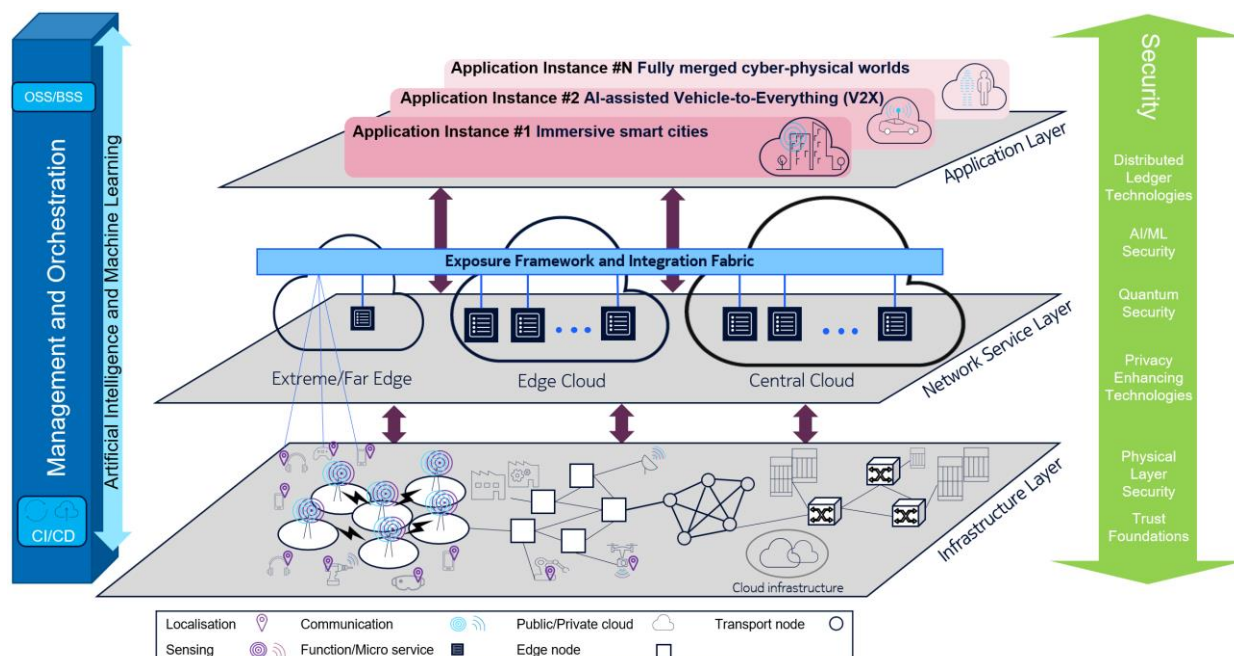 OSS/BSS
Management and Orchestration
CI/CD
Artificial Intelligence and Machine Learning
Application Instance #N Fully merged cyber-physical worlds
Application Instance #2 AI-assisted Vehicle-to-Everything (V2X)
Application Instance #1 Immersive smart cities
Application Layer
Exposure Framework and Integration Fabric
Extreme/Far Edge
Edge Cloud
Central Cloud
Network Service Layer
Cloud infrastructure
Infrastructure Layer
Security
Distributed
Ledger
Technologies
AI/ML
Security
Quantum
Security
Privacy
Enhancing
Technologies
Physical
Layer
Security
Trust
Foundations
Localisation
Communication
Public/Private cloud
Transport node
Sensing
Function/Micro service
Edge node